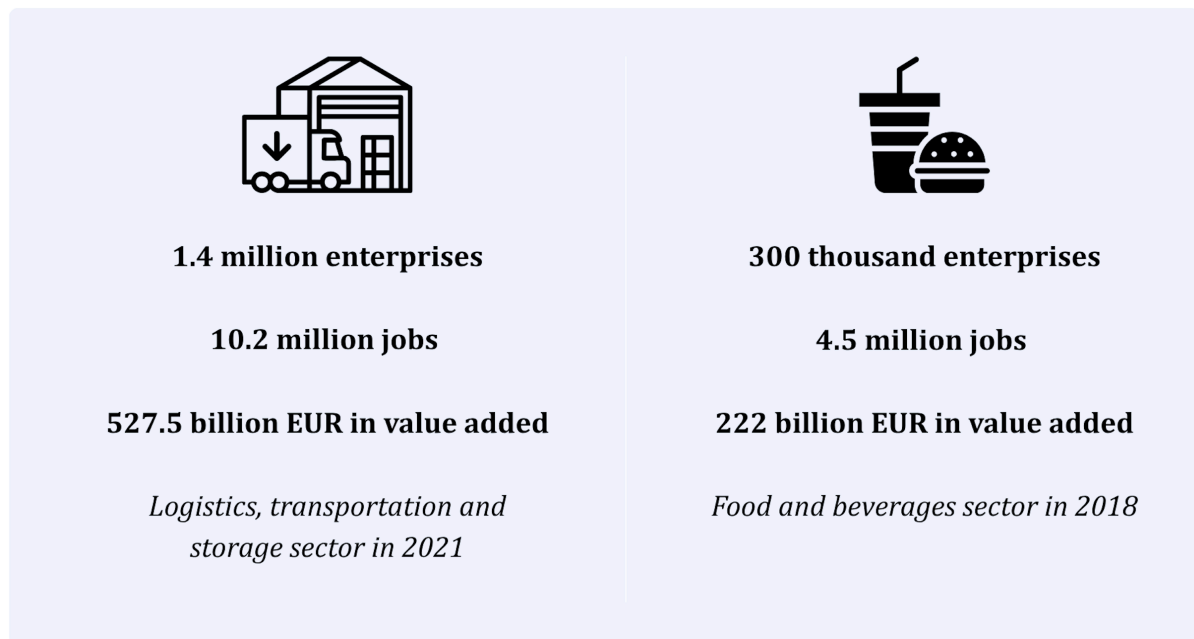 1.4 million enterprises
10.2 million jobs
527.5 billion EUR in value added
Logistics, transportation and
storage sector in 2021
300 thousand enterprises
4.5 million jobs
222 billion EUR in value added
Food and beverages sector in 2018